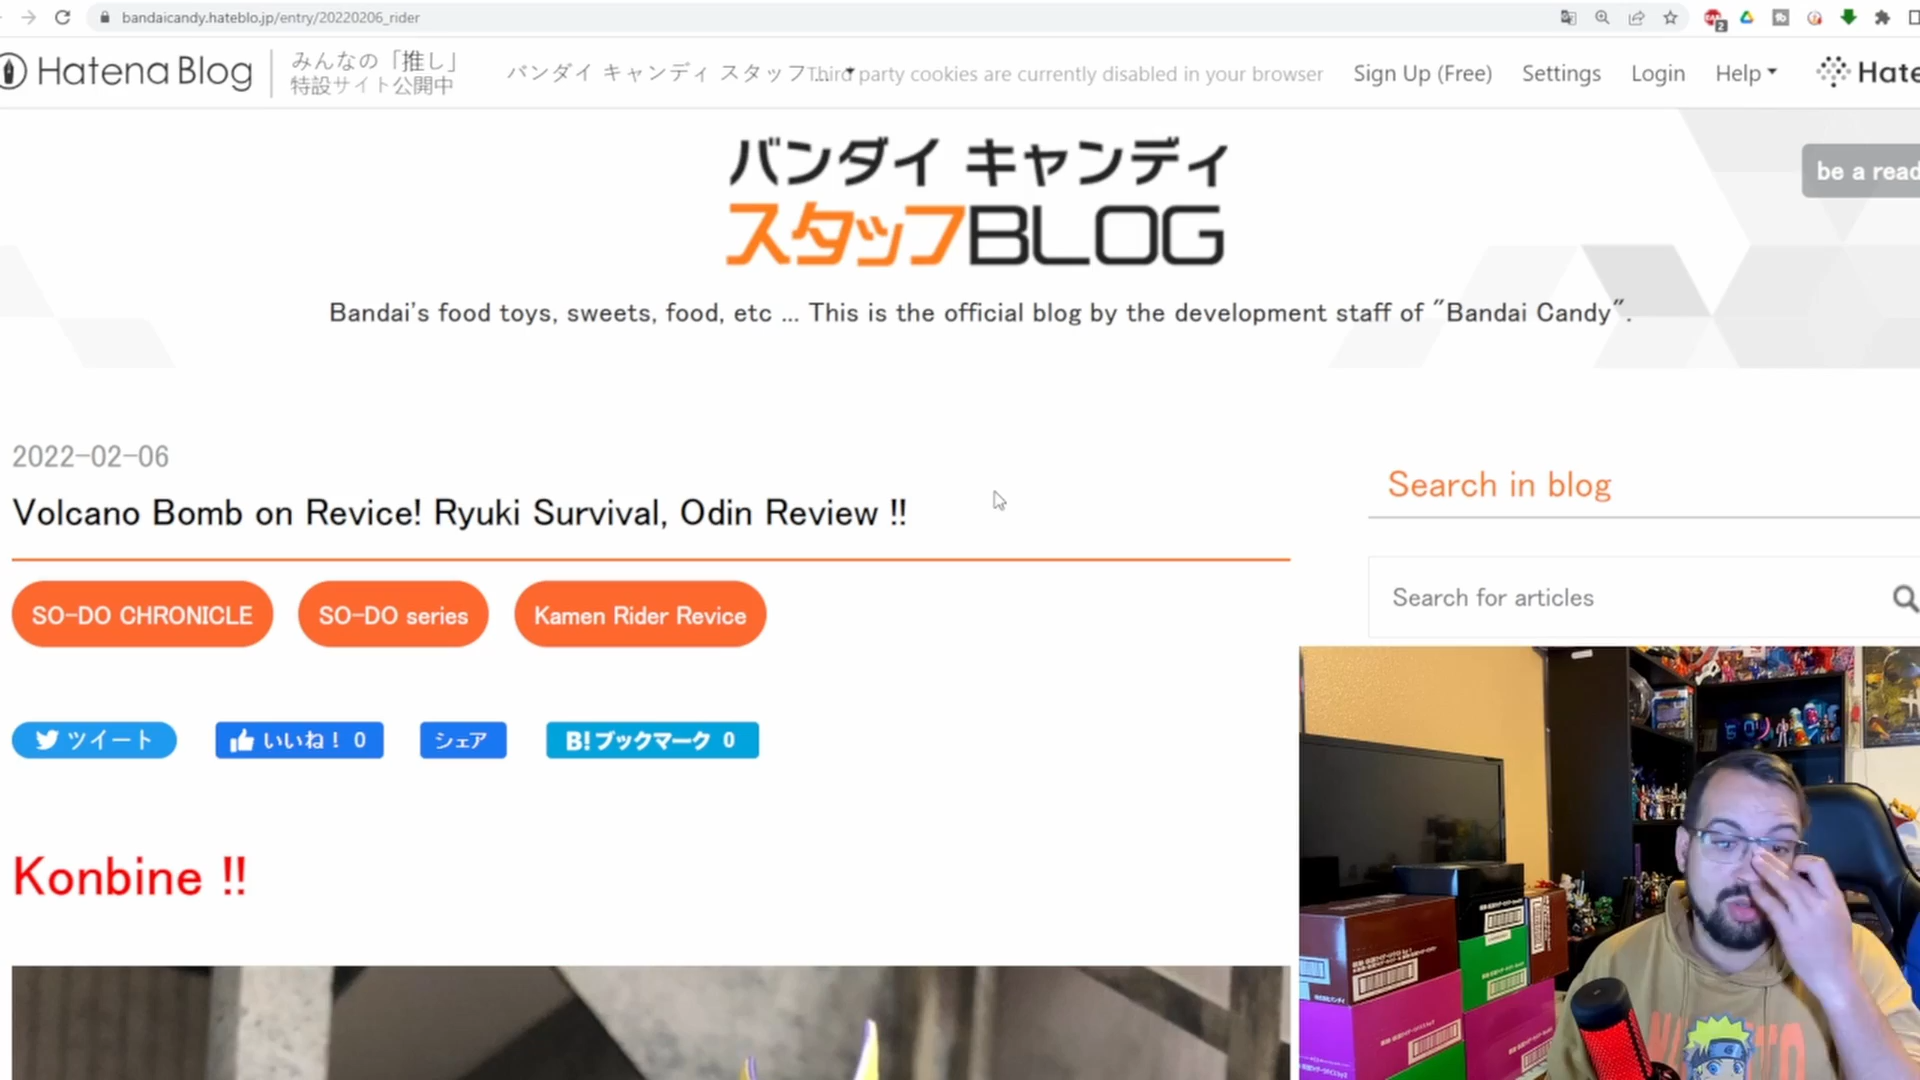 bandaicandy.hateblo.jp/entry/20220206_rider
2
Hatena Blog
みんなの「推し」
特設サイト公開中
バンダイ キャンディ スタッフ...
Third party cookies are currently disabled in your browser
Sign Up (Free)
Settings
Login
Help
Hate
バンダイ キャンディ
スタッフBLOG
be a read
Bandai's food toys, sweets, food, etc ... This is the official blog by the development staff of "Bandai Candy".
2022-02-06
Volcano Bomb on Revice! Ryuki Survival, Odin Review !!
SO-DO CHRONICLE
SO-DO series
Kamen Rider Revice
Search in blog
Search for articles
ツイート
いいね！ 0
シェア
B!ブックマーク 0
Konbine !!